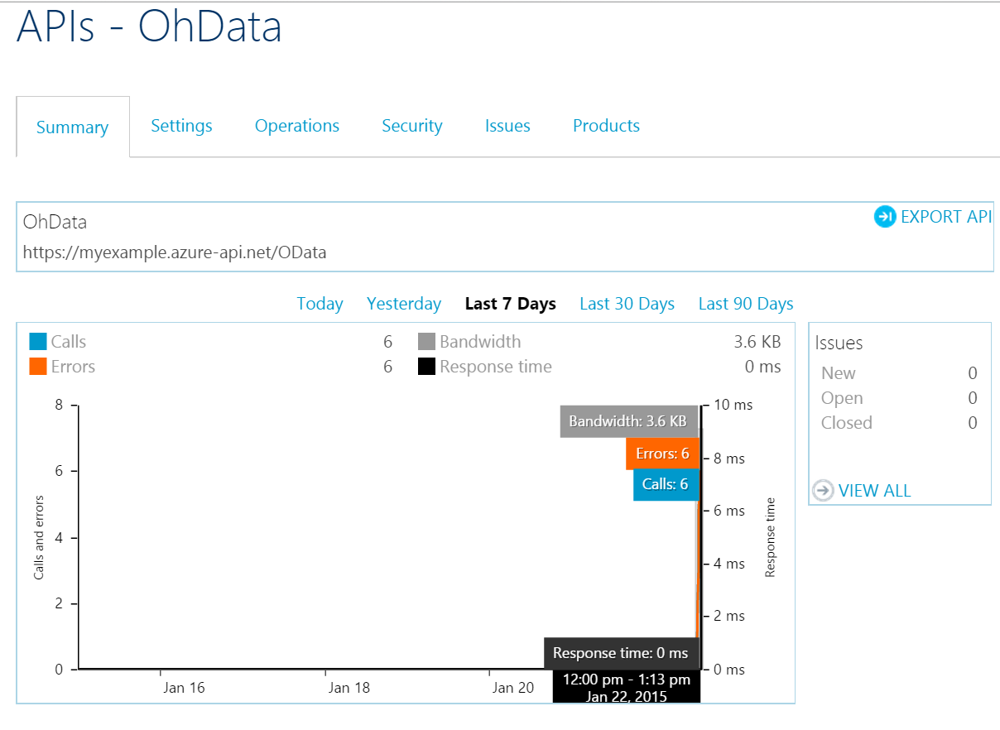 APIs - OhData
Summary Settings Operations Security Issues Products
OhData
EXPORT API
https://myexample.azure-api.net/OData
Today Yesterday Last 7 Days Last 30 Days Last 90 Days
Calls 6 Bandwidth 3.6 KB
Errors 6 Response time 0 ms
Issues
New 0
Open 0
Closed 0
VIEW ALL
Calls and errors
8
6
4
2
0
Bandwidth: 3.6 KB
Errors: 6
Calls: 6
Response time: 0 ms
12:00 pm - 1:13 pm
Jan 22, 2015
10 ms
8 ms
6 ms
4 ms
2 ms
0 ms
Response time
Jan 16 Jan 18 Jan 20